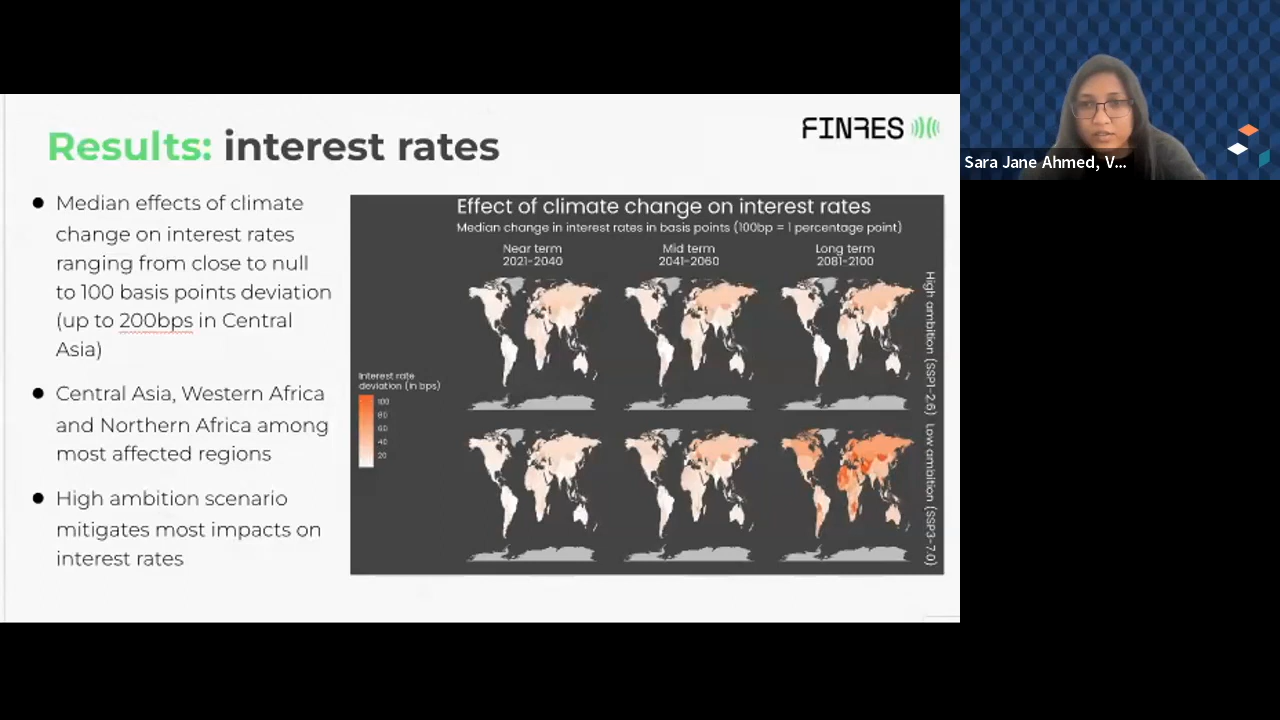 Results: interest rates
FINRES
● Median effects of climate
change on interest rates
ranging from close to null
to 100 basis points deviation
(up to 200bps in Central
Asia)
● Central Asia, Western Africa
and Northern Africa among
most affected regions
● High ambition scenario
mitigates most impacts on
interest rates
Effect of climate change on interest rates
Median change in interest rates in basis points (100bp = 1 percentage point)
Near term
2021-2040
Mid term
2041-2060
Long term
2081-2100
High ambition (SSP1-2.6)
Low ambition (SSP3-7.0)
Interest rate
deviation (in bps)
100
80
60
40
20
Sara Jane Ahmed, V...